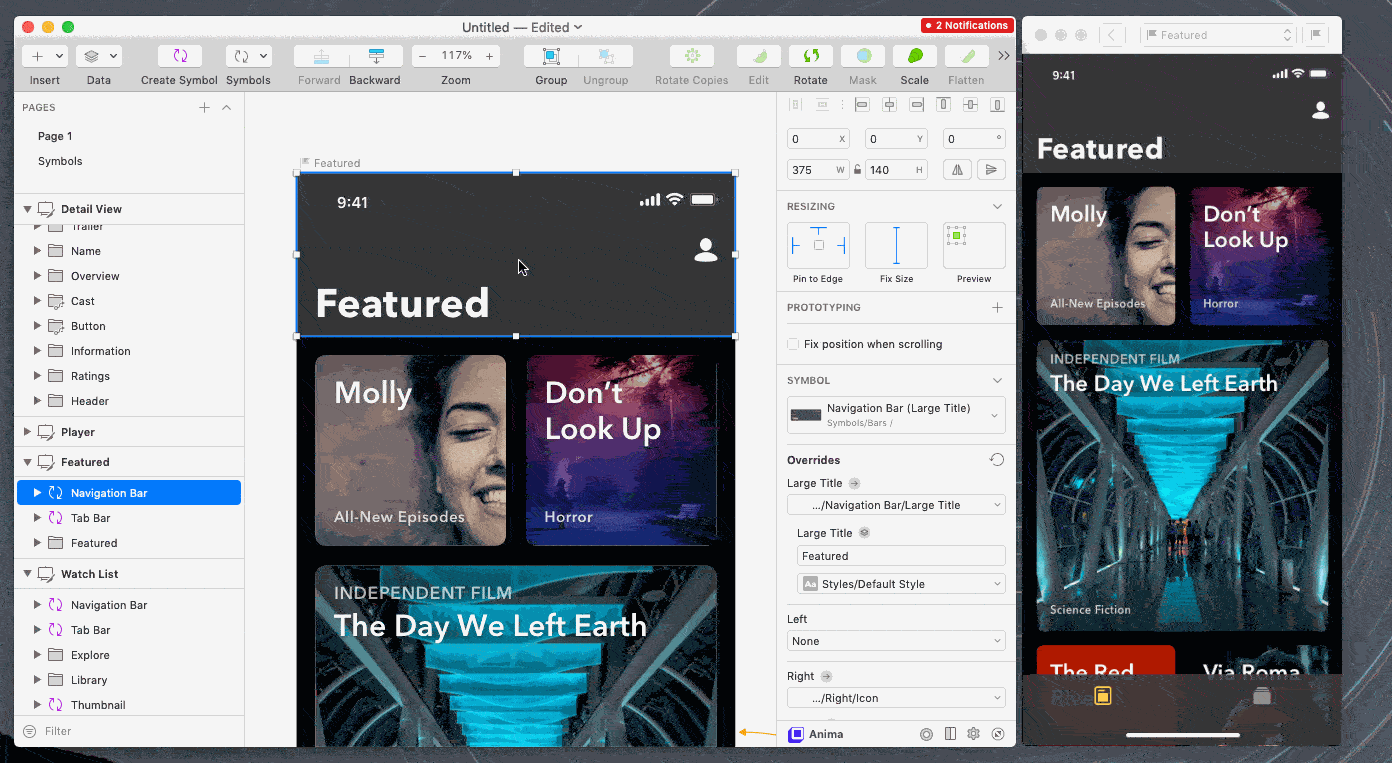 Untitled — Edited
2 Notifications
Insert
Data
Create Symbol
Symbols
Forward
Backward
117%
Zoom
Group
Ungroup
Rotate Copies
Edit
Rotate
Mask
Scale
Flatten
PAGES
Page 1
Symbols
Detail View
Trailer
Name
Overview
Cast
Button
Information
Ratings
Header
Player
Featured
Navigation Bar
Tab Bar
Featured
Watch List
Navigation Bar
Tab Bar
Explore
Library
Thumbnail
Filter
Featured
9:41
Featured
Molly
All-New Episodes
Don’t
Look Up
Horror
INDEPENDENT FILM
The Day We Left Earth
0 X
0 Y
0 °
375 W
140 H
RESIZING
Pin to Edge
Fix Size
Preview
PROTOTYPING
Fix position when scrolling
SYMBOL
Navigation Bar (Large Title)
Symbols/Bars /
Overrides
Large Title
.../Navigation Bar/Large Title
Large Title
Featured
Aa Styles/Default Style
Left
None
Right
.../Right/Icon
Anima
Featured
9:41
Featured
Molly
All-New Episodes
Don’t
Look Up
Horror
INDEPENDENT FILM
The Day We Left Earth
Science Fiction
The Red
Via Roma